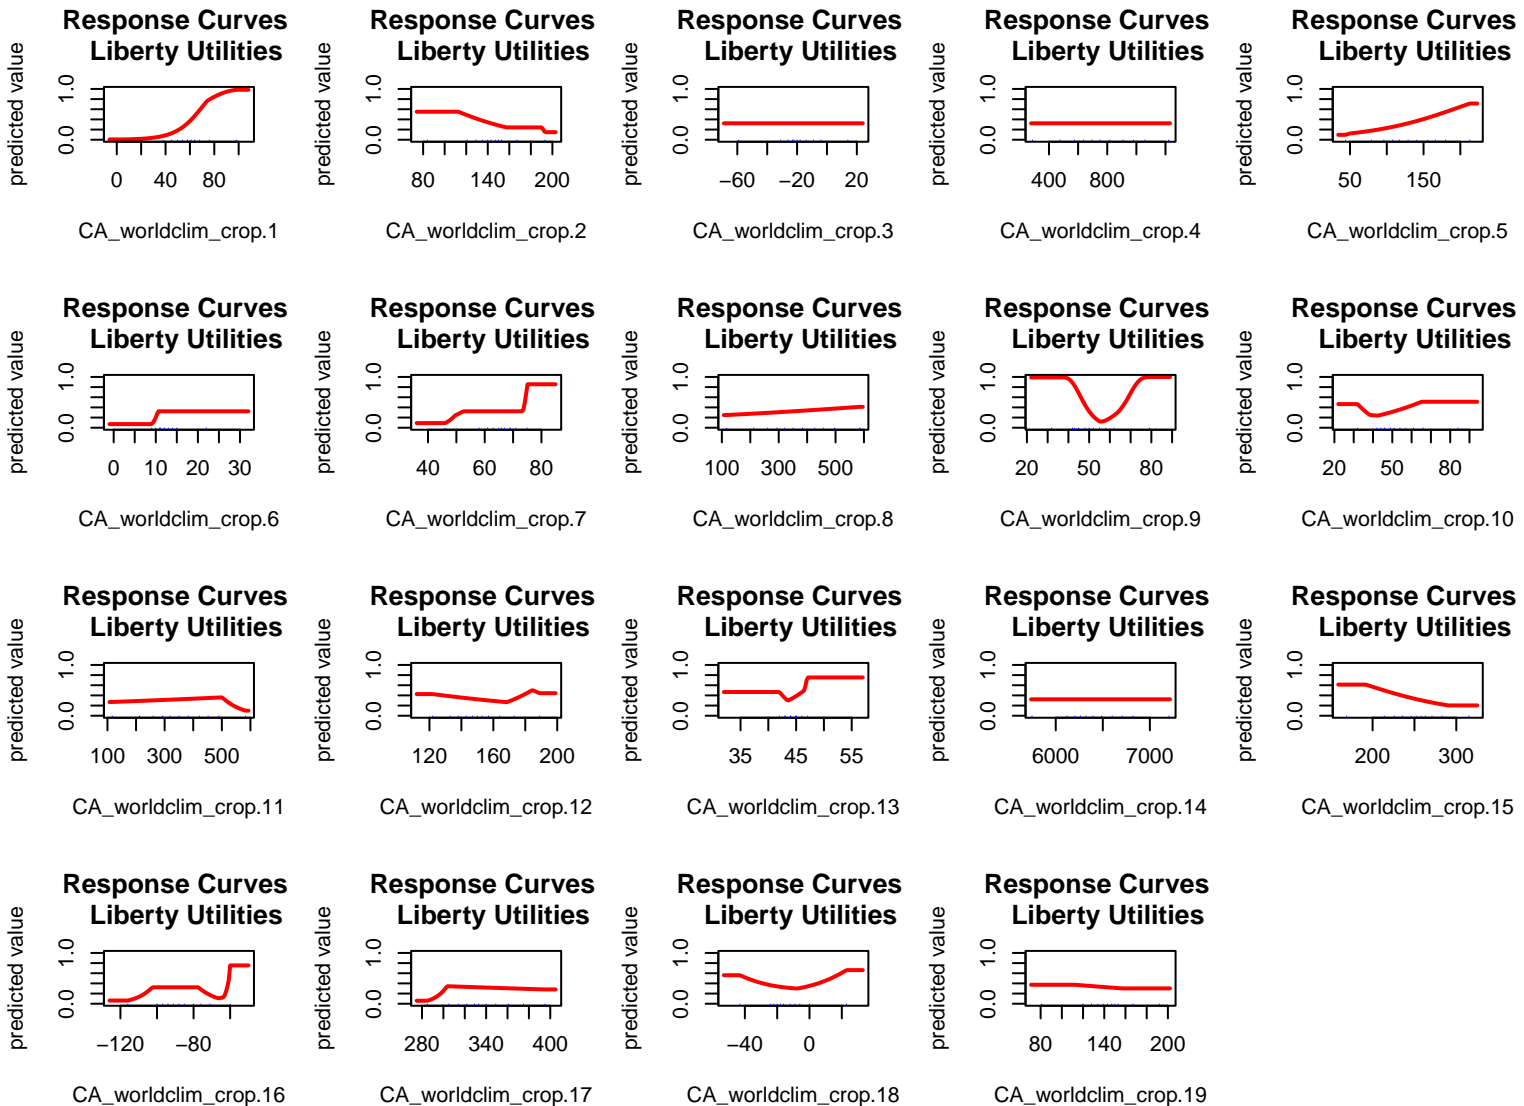 Response Curves
Liberty Utilities
predicted value
0.0 1.0
0 40 80
CA_worldclim_crop.1
Response Curves
Liberty Utilities
predicted value
0.0 1.0
80 140 200
CA_worldclim_crop.2
Response Curves
Liberty Utilities
predicted value
0.0 1.0
−60 −20 20
CA_worldclim_crop.3
Response Curves
Liberty Utilities
predicted value
0.0 1.0
400 800
CA_worldclim_crop.4
Response Curves
Liberty Utilities
predicted value
0.0 1.0
50 150
CA_worldclim_crop.5
Response Curves
Liberty Utilities
predicted value
0.0 1.0
0 10 20 30
CA_worldclim_crop.6
Response Curves
Liberty Utilities
predicted value
0.0 1.0
40 60 80
CA_worldclim_crop.7
Response Curves
Liberty Utilities
predicted value
0.0 1.0
100 300 500
CA_worldclim_crop.8
Response Curves
Liberty Utilities
predicted value
0.0 1.0
20 50 80
CA_worldclim_crop.9
Response Curves
Liberty Utilities
predicted value
0.0 1.0
20 50 80
CA_worldclim_crop.10
Response Curves
Liberty Utilities
predicted value
0.0 1.0
100 300 500
CA_worldclim_crop.11
Response Curves
Liberty Utilities
predicted value
0.0 1.0
120 160 200
CA_worldclim_crop.12
Response Curves
Liberty Utilities
predicted value
0.0 1.0
35 45 55
CA_worldclim_crop.13
Response Curves
Liberty Utilities
predicted value
0.0 1.0
6000 7000
CA_worldclim_crop.14
Response Curves
Liberty Utilities
predicted value
0.0 1.0
200 300
CA_worldclim_crop.15
Response Curves
Liberty Utilities
predicted value
0.0 1.0
−120 −80
CA_worldclim_crop.16
Response Curves
Liberty Utilities
predicted value
0.0 1.0
280 340 400
CA_worldclim_crop.17
Response Curves
Liberty Utilities
predicted value
0.0 1.0
−40 0
CA_worldclim_crop.18
Response Curves
Liberty Utilities
predicted value
0.0 1.0
80 140 200
CA_worldclim_crop.19